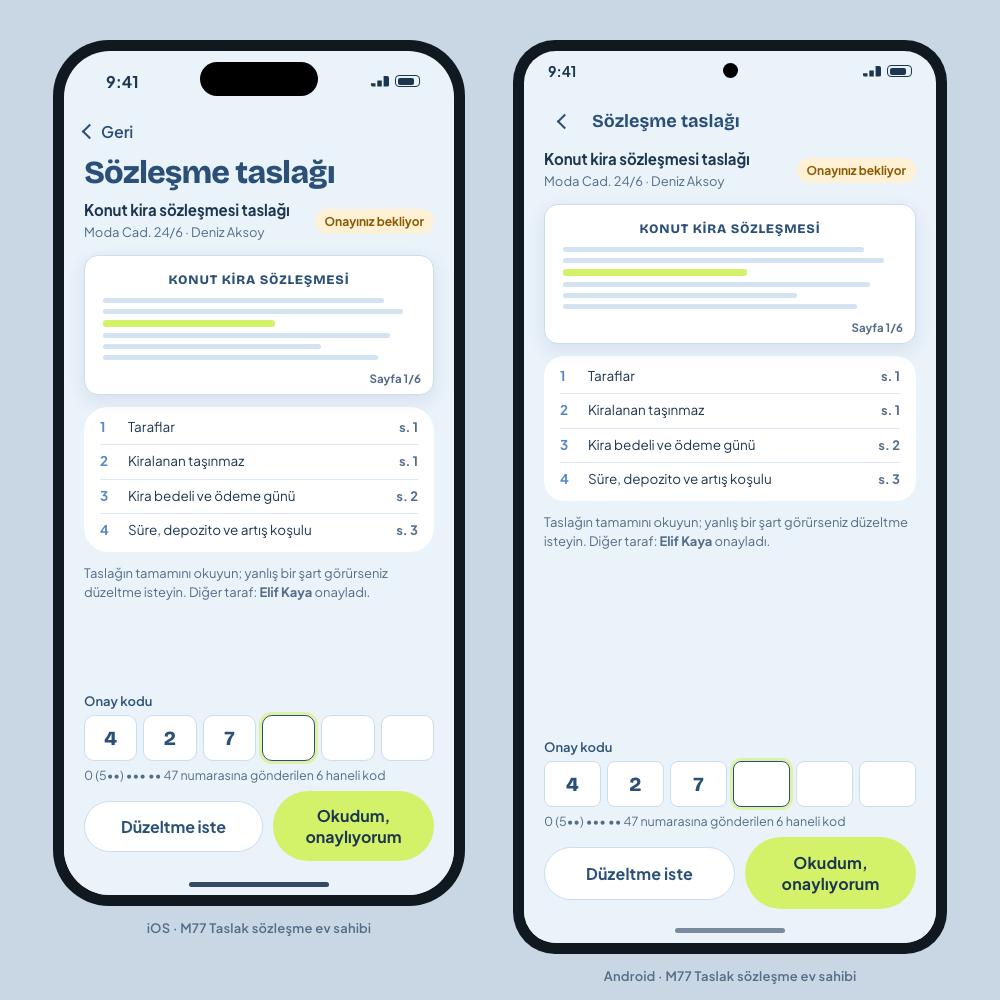 9:41
Geri
Sözleşme taslağı
Konut kira sözleşmesi taslağı
Moda Cad. 24/6 · Deniz Aksoy
Onayınız bekliyor
KONUT KİRA SÖZLEŞMESİ
Sayfa 1/6
1 Taraflar s. 1
2 Kiralanan taşınmaz s. 1
3 Kira bedeli ve ödeme günü s. 2
4 Süre, depozito ve artış koşulu s. 3
Taslağın tamamını okuyun; yanlış bir şart görürseniz
düzeltme isteyin. Diğer taraf: Elif Kaya onayladı.
Onay kodu
4 2 7
0 (5••) ••• •• 47 numarasına gönderilen 6 haneli kod
Düzeltme iste
Okudum,
onaylıyorum
iOS · M77 Taslak sözleşme ev sahibi
9:41
Sözleşme taslağı
Konut kira sözleşmesi taslağı
Moda Cad. 24/6 · Deniz Aksoy
Onayınız bekliyor
KONUT KİRA SÖZLEŞMESİ
Sayfa 1/6
1 Taraflar s. 1
2 Kiralanan taşınmaz s. 1
3 Kira bedeli ve ödeme günü s. 2
4 Süre, depozito ve artış koşulu s. 3
Taslağın tamamını okuyun; yanlış bir şart görürseniz düzeltme
isteyin. Diğer taraf: Elif Kaya onayladı.
Onay kodu
4 2 7
0 (5••) ••• •• 47 numarasına gönderilen 6 haneli kod
Düzeltme iste
Okudum,
onaylıyorum
Android · M77 Taslak sözleşme ev sahibi